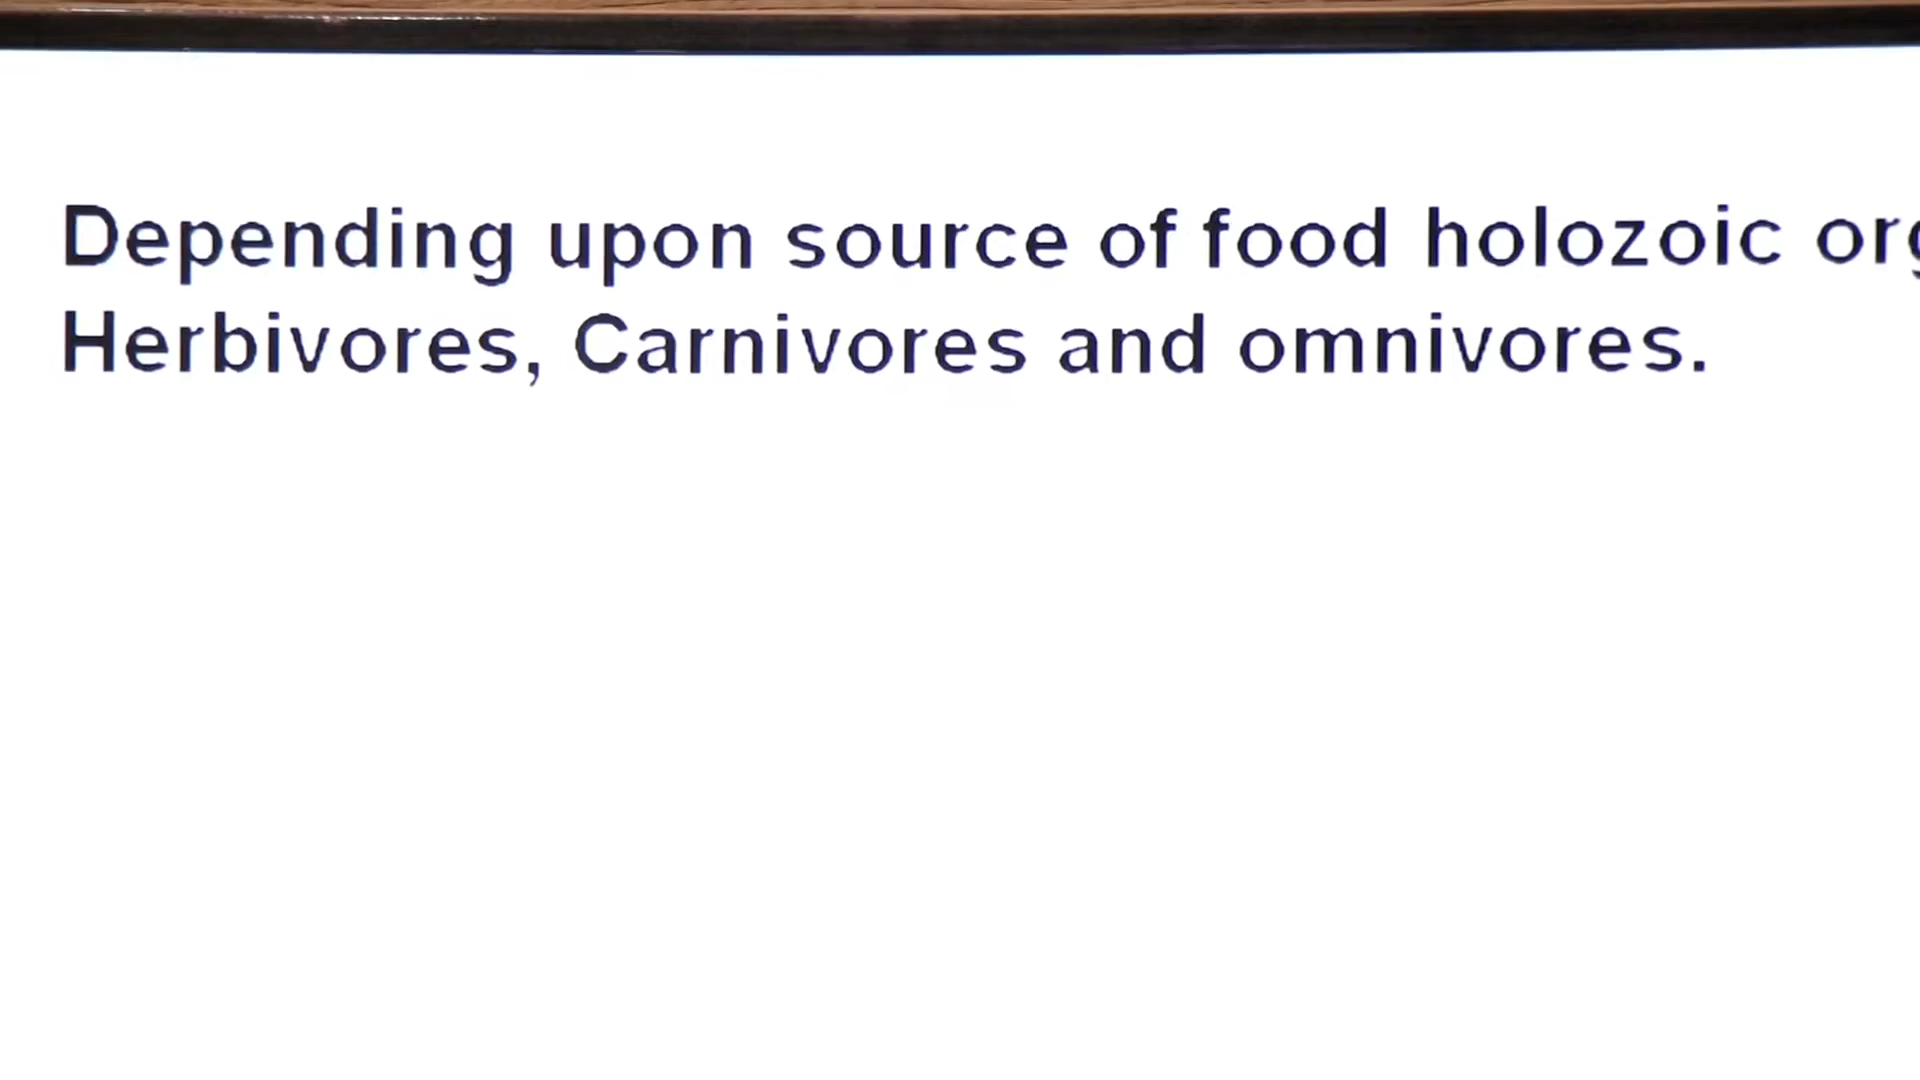 Depending upon source of food holozoic
Herbivores, Carnivores and omnivores.